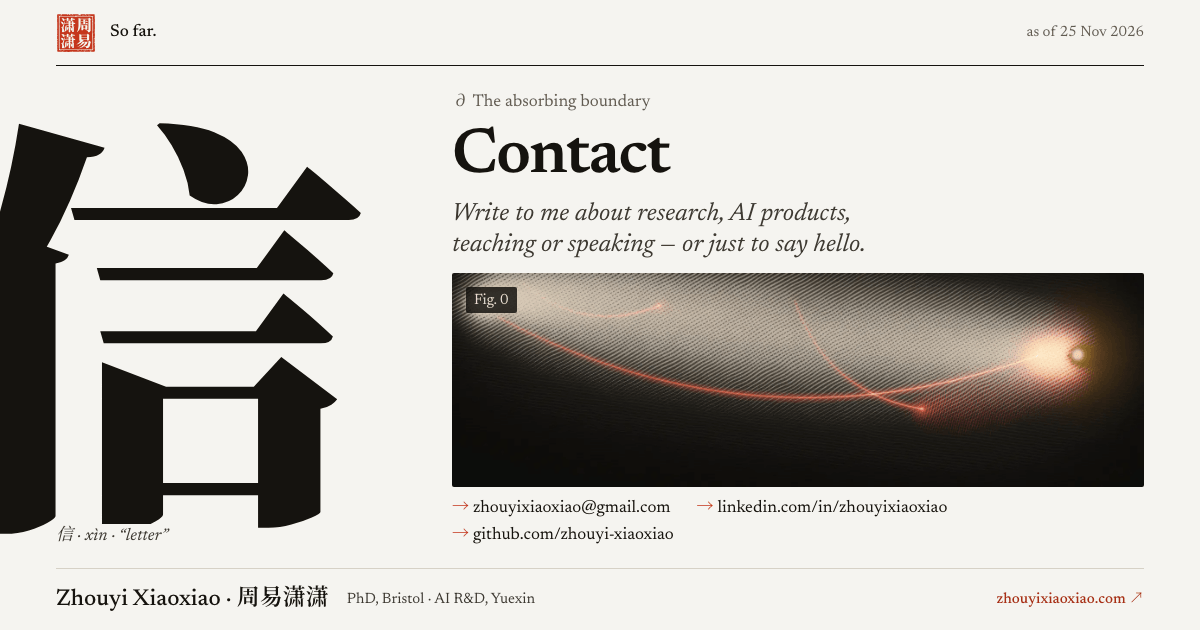 周易潇潇
So far.
as of 25 Nov 2026
∂ The absorbing boundary
Contact
Write to me about research, AI products,
teaching or speaking – or just to say hello.
Fig. 0
→ zhouyixiaoxiao@gmail.com → linkedin.com/in/zhouyixiaoxiao
→ github.com/zhouyi-xiaoxiao
信
信 · xìn · “letter”
Zhouyi Xiaoxiao · 周易潇潇 PhD, Bristol · AI R&D, Yuexin
zhouyixiaoxiao.com ↗